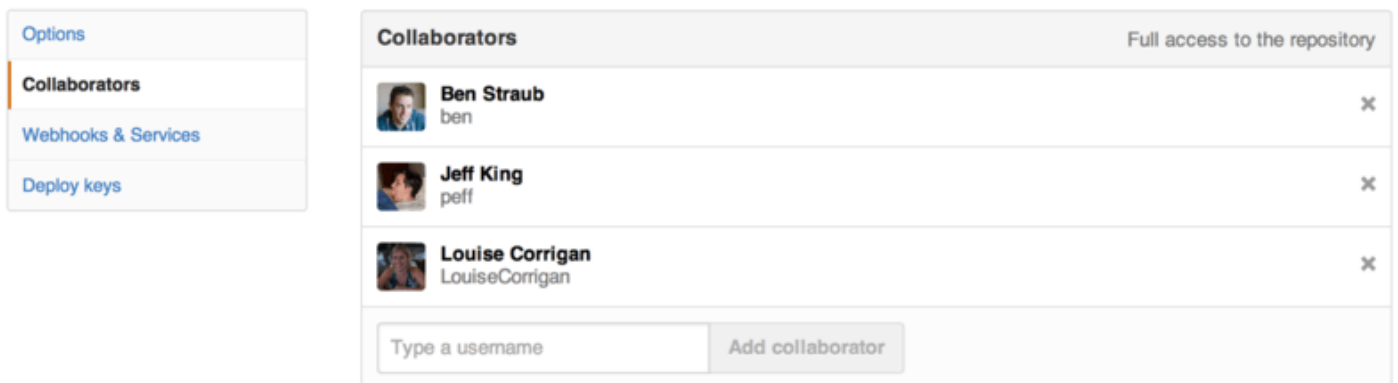 Options
Collaborators
Webhooks & Services
Deploy keys
Collaborators
Full access to the repository
Ben Straub
ben
Jeff King
peff
Louise Corrigan
LouiseCorrigan
Type a username
Add collaborator